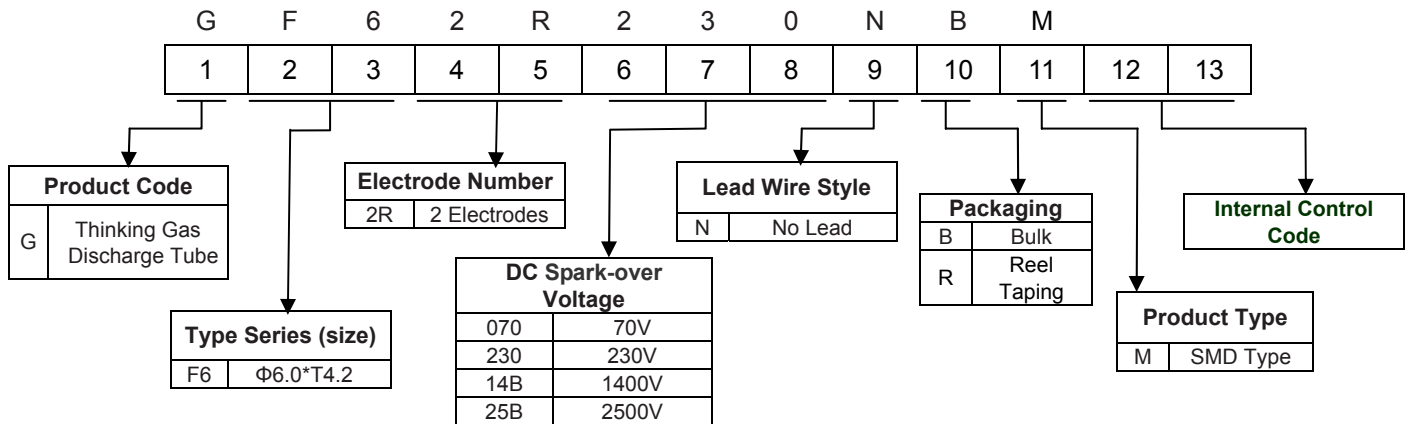 G F 6 2 R 2 3 0 N B M
1 2 3 4 5 6 7 8 9 10 11 12 13
Product Code
G Thinking Gas
Discharge Tube
Type Series (size)
F6 Φ6.0*T4.2
Electrode Number
2R 2 Electrodes
DC Spark-over
Voltage
070 70V
230 230V
14B 1400V
25B 2500V
Lead Wire Style
N No Lead
Packaging
B Bulk
R Reel
Taping
Product Type
M SMD Type
Internal Control
Code